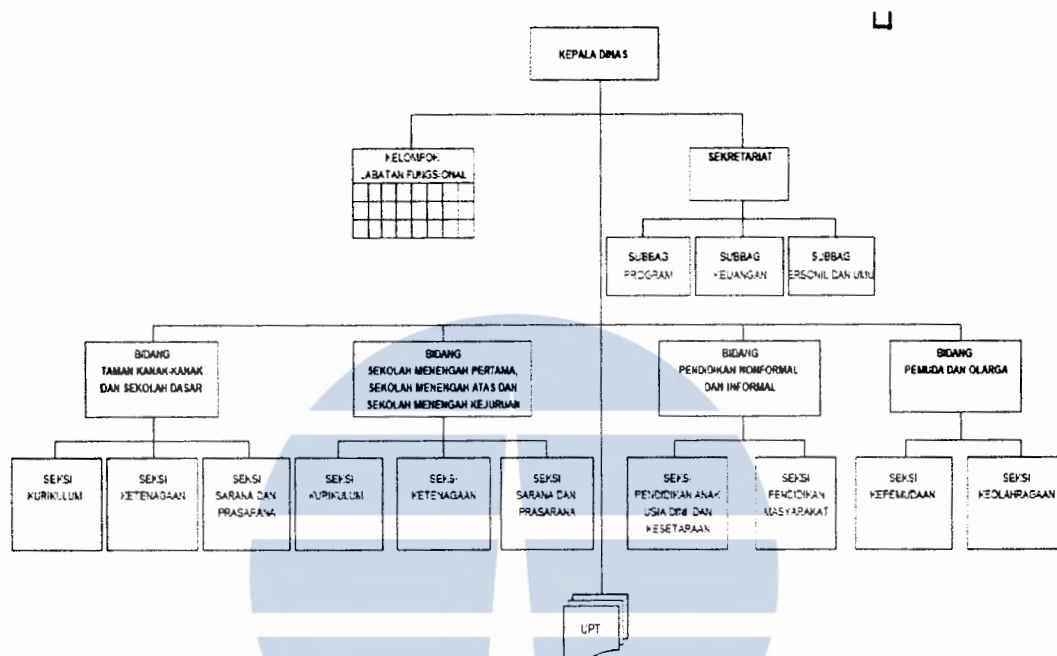 KEPALA DINAS
KELOMPOK
JABATAN FUNGSIONAL
SEKRETARIAT
SUBBAG
PROGRAM
SUBBAG
KEUANGAN
SUBBAG
ERSONIL DAN UMU
BIDANG
TAMAN KANAK-KANAK
DAN SEKOLAH DASAR
BIDANG
SEKOLAH MENENGAH PERTAMA,
SEKOLAH MENENGAH ATAS DAN
SEKOLAH MENENGAH KEJURUAN
BIDANG
PENDIDIKAN NONFORMAL
DAN INFORMAL
BIDANG
PEMUDA DAN OLARGA
SEKSI
KURIKULUM
SEKSI
KETENAGAAN
SEKSI
SARANA DAN
PRASARANA
SEKSI
KURIKULUM
SEKSI
KETENAGAAN
SEKSI
SARANA DAN
PRASARANA
SEKSI
PENDIDIKAN ANAK
USIA DINI DAN
KESETARAAN
SEKSI
PENDIDIKAN
MASYARAKAT
SEKSI
KEPEMUDAAN
SEKSI
KEOLAHRAGAAN
UPT